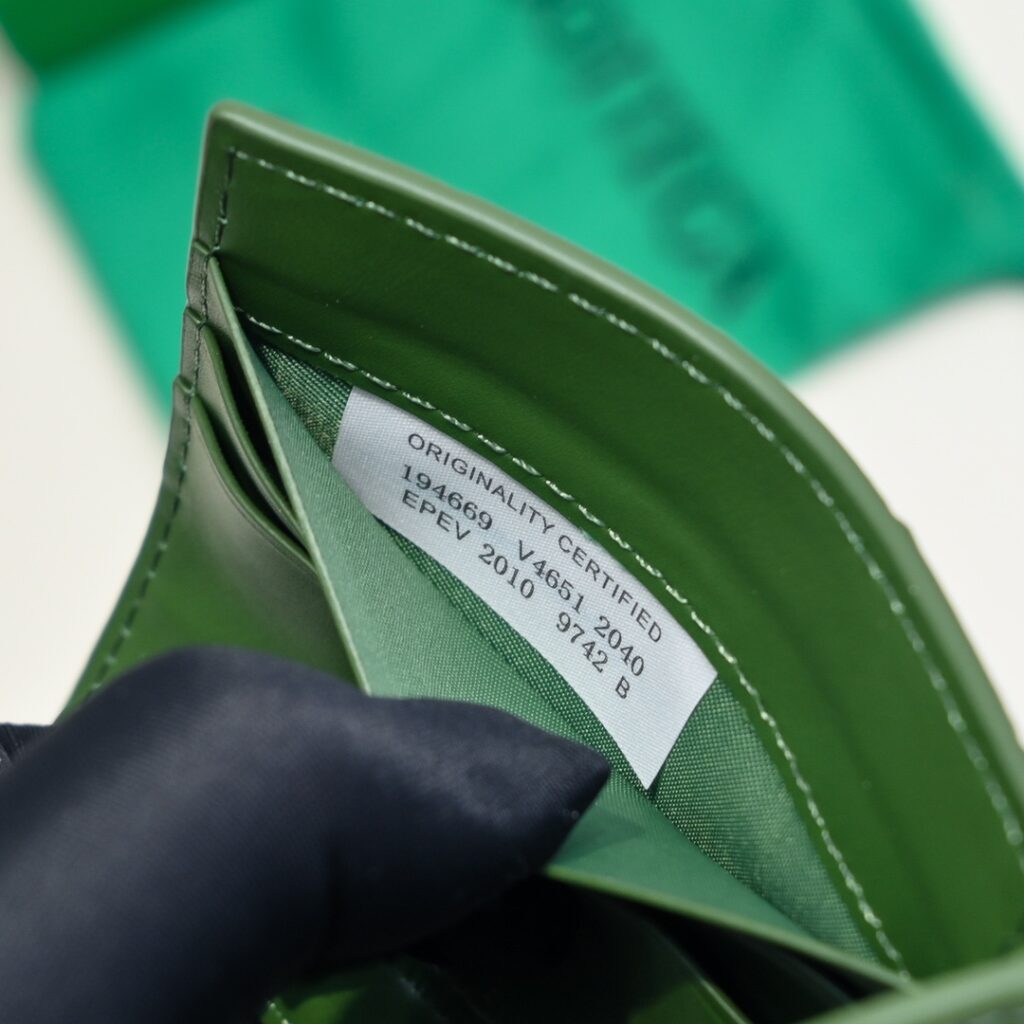 ORIGINALITY CERTIFIED
194669 V4651 2040
EPEV 2010 9742 B